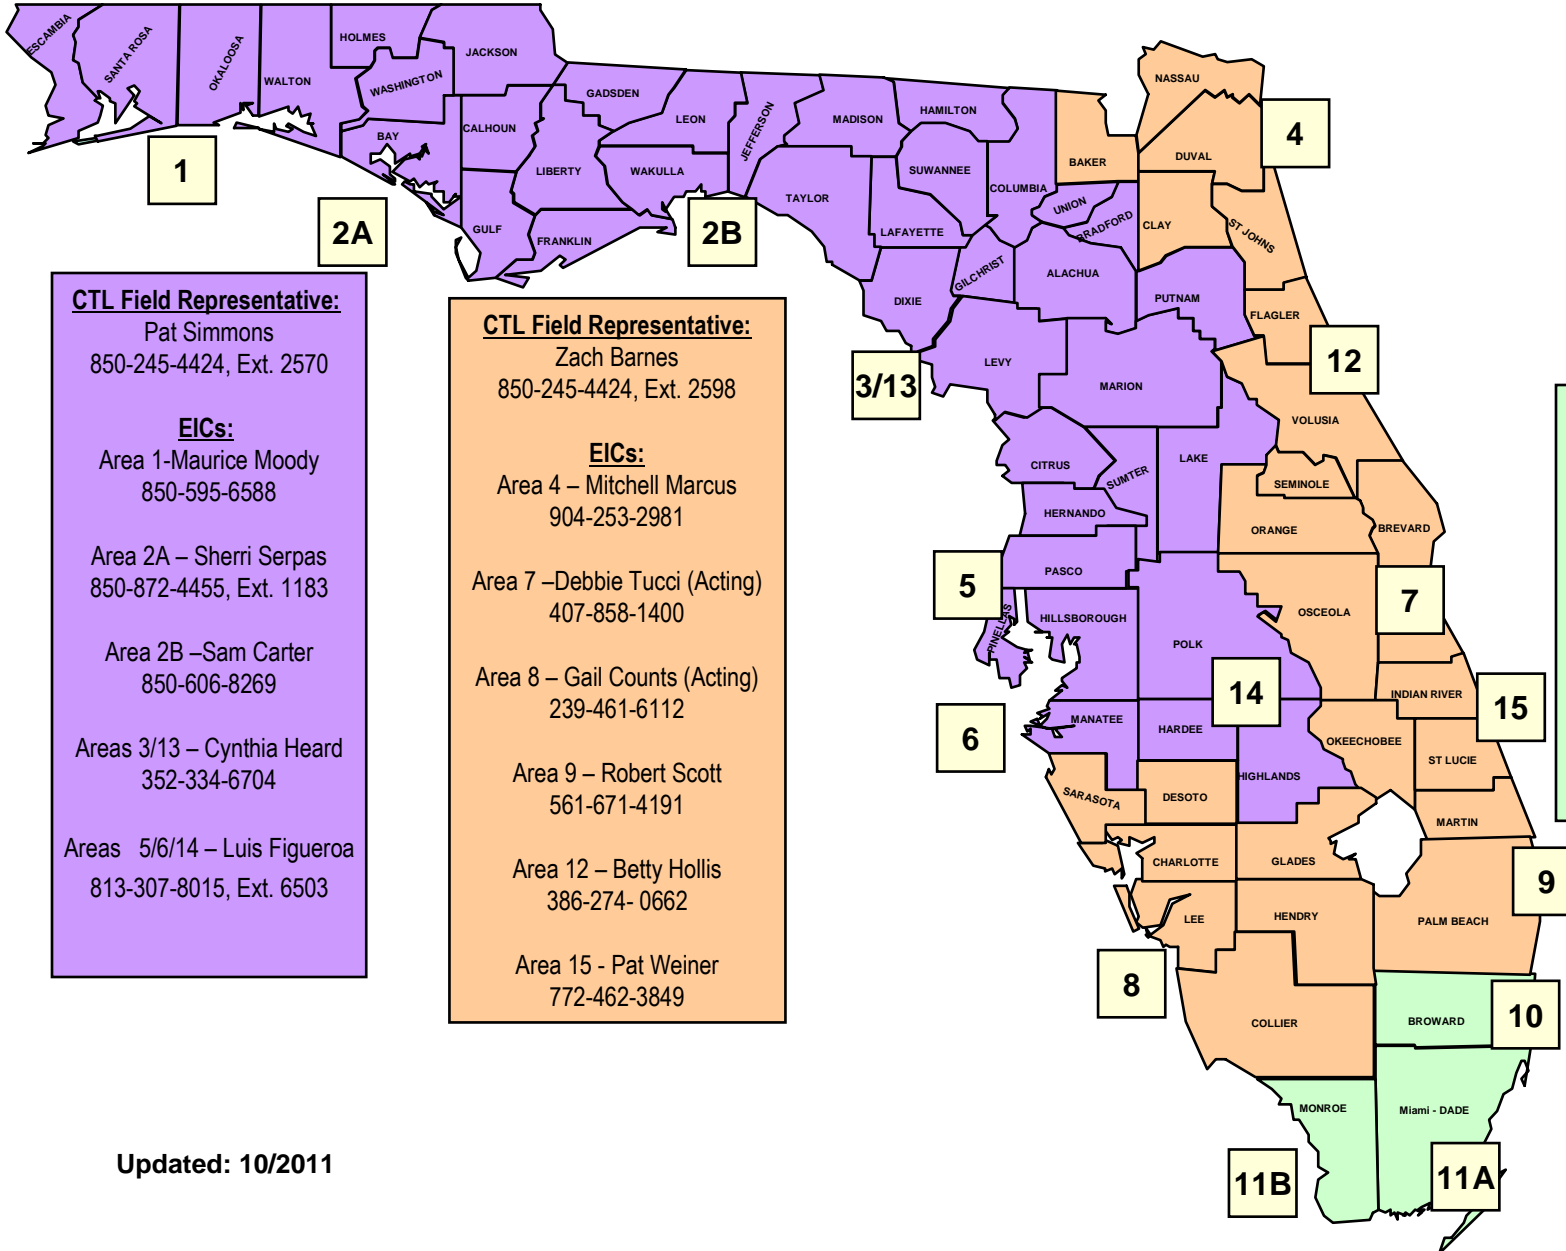 ESCAMBIA
SANTA ROSA
OKALOOSA
WALTON
HOLMES
JACKSON
WASHINGTON
BAY
CALHOUN
GULF
GADSDEN
LIBERTY
FRANKLIN
LEON
WAKULLA
JEFFERSON
MADISON
TAYLOR
HAMILTON
SUWANNEE
LAFAYETTE
DIXIE
COLUMBIA
GILCHRIST
UNION
BRADFORD
ALACHUA
BAKER
NASSAU
DUVAL
CLAY
ST JOHNS
PUTNAM
FLAGLER
LEVY
MARION
VOLUSIA
CITRUS
SUMTER
LAKE
SEMINOLE
HERNANDO
ORANGE
BREVARD
PASCO
PINELLAS
HILLSBOROUGH
POLK
OSCEOLA
INDIAN RIVER
MANATEE
HARDEE
HIGHLANDS
OKEECHOBEE
ST LUCIE
SARASOTA
DESOTO
MARTIN
CHARLOTTE
GLADES
LEE
HENDRY
PALM BEACH
COLLIER
BROWARD
MONROE
Miami - DADE
1
2A
2B
3/13
4
12
5
7
6
14
15
9
8
10
11B
11A
CTL Field Representative:
Pat Simmons
850-245-4424, Ext. 2570
EICs:
Area 1-Maurice Moody
850-595-6588
Area 2A – Sherri Serpas
850-872-4455, Ext. 1183
Area 2B –Sam Carter
850-606-8269
Areas 3/13 – Cynthia Heard
352-334-6704
Areas 5/6/14 – Luis Figueroa
813-307-8015, Ext. 6503
CTL Field Representative:
Zach Barnes
850-245-4424, Ext. 2598
EICs:
Area 4 – Mitchell Marcus
904-253-2981
Area 7 –Debbie Tucci (Acting)
407-858-1400
Area 8 – Gail Counts (Acting)
239-461-6112
Area 9 – Robert Scott
561-671-4191
Area 12 – Betty Hollis
386-274- 0662
Area 15 - Pat Weiner
772-462-3849
Updated: 10/2011